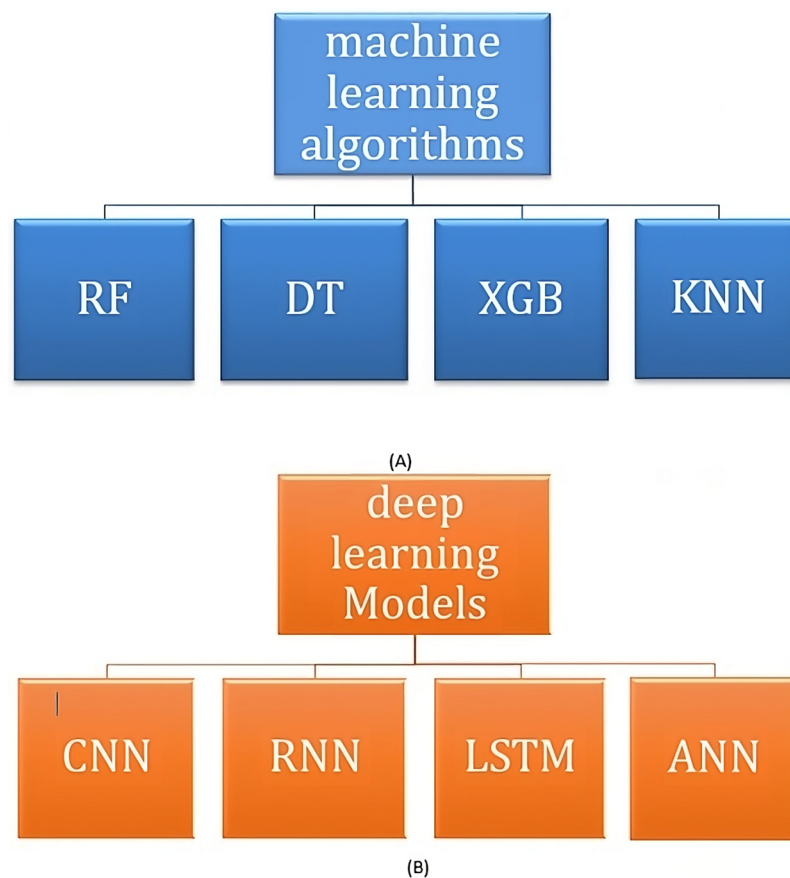 machine
learning
algorithms
RF DT XGB KNN
(A)
deep
learning
Models
CNN RNN LSTM ANN
(B)